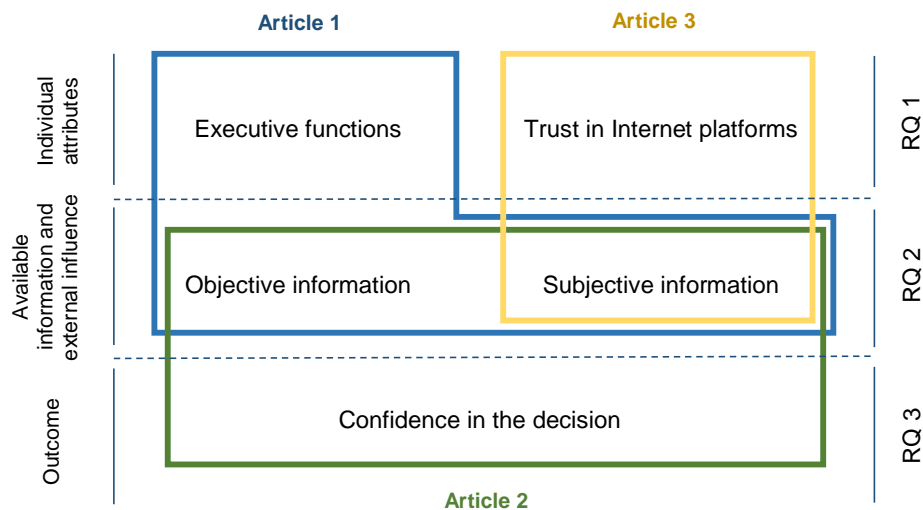 Article 1
Article 3
Individual
attributes
Executive functions
Trust in Internet platforms
RQ 1
Available
information and
external influence
Objective information
Subjective information
RQ 2
Outcome
Confidence in the decision
RQ 3
Article 2